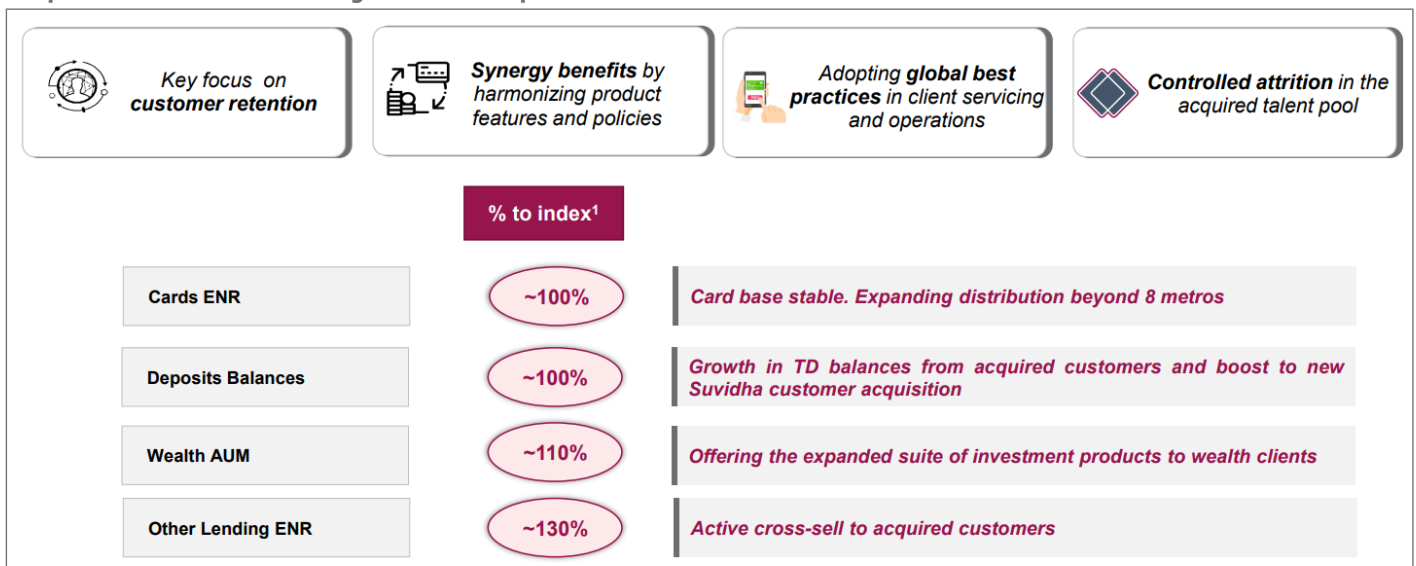 Key focus on
customer retention
Synergy benefits by
harmonizing product
features and policies
Adopting global best
practices in client servicing
and operations
Controlled attrition in the
acquired talent pool
% to index¹
Cards ENR
~100%
Card base stable. Expanding distribution beyond 8 metros
Deposits Balances
~100%
Growth in TD balances from acquired customers and boost to new
Suvidha customer acquisition
Wealth AUM
~110%
Offering the expanded suite of investment products to wealth clients
Other Lending ENR
~130%
Active cross-sell to acquired customers